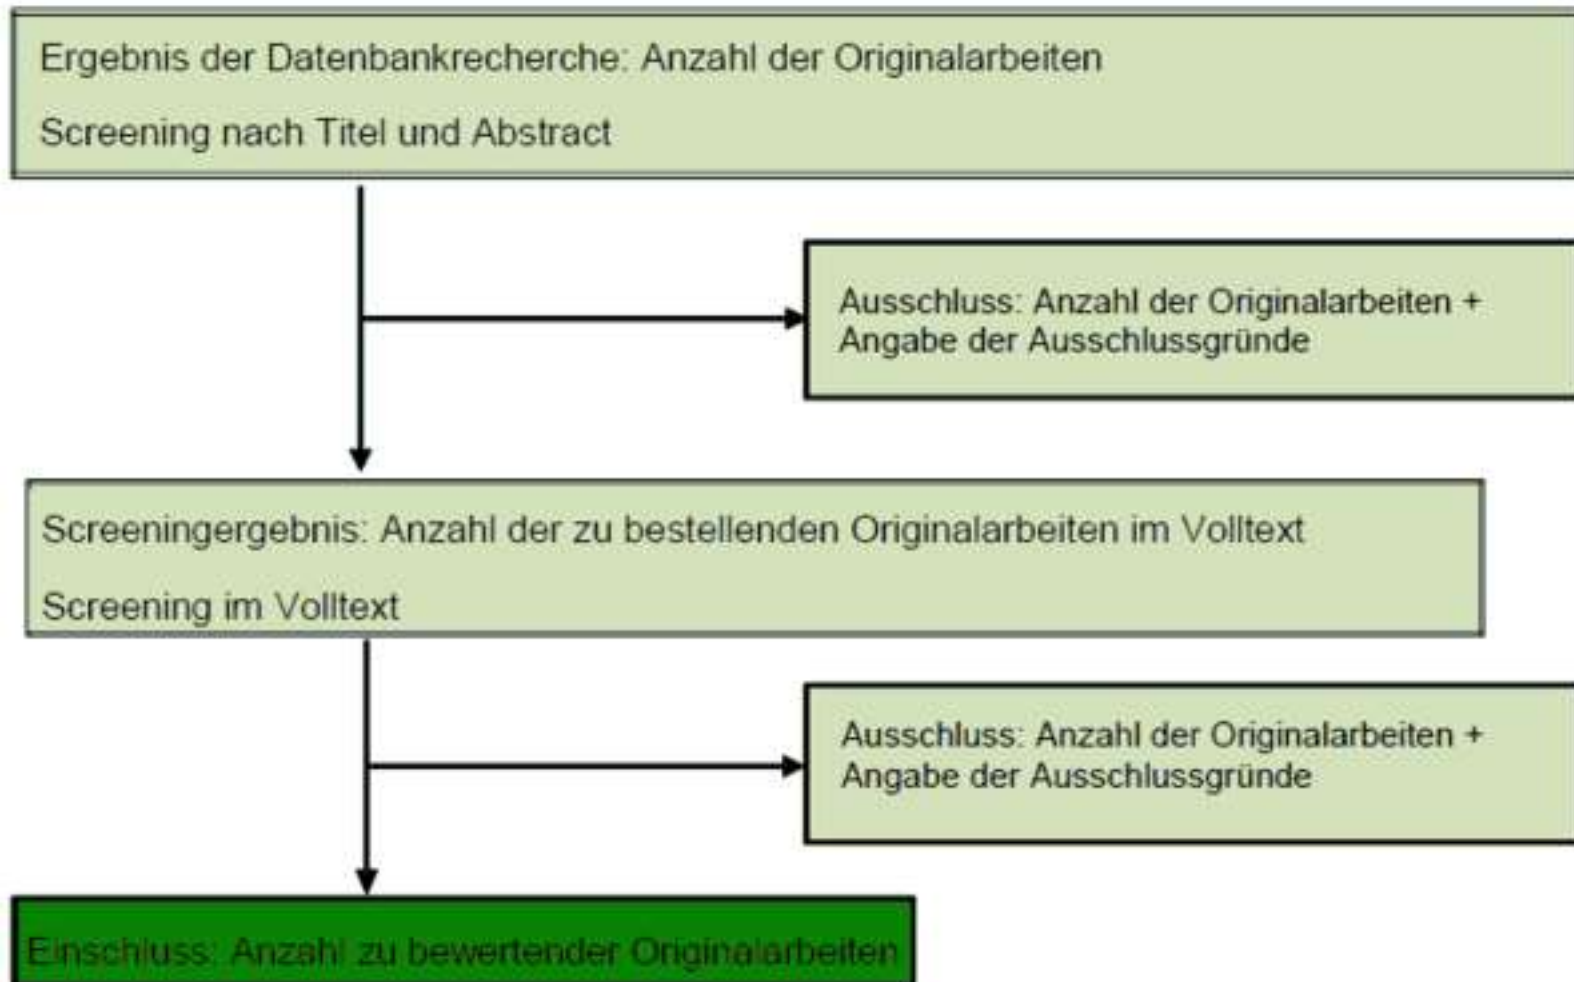 Ergebnis der Datenbankrecherche: Anzahl der Originalarbeiten
Screening nach Titel und Abstract
Ausschluss: Anzahl der Originalarbeiten +
Angabe der Ausschlussgründe
Screeningergebnis: Anzahl der zu bestellenden Originalarbeiten im Volltext
Screening im Volltext
Ausschluss: Anzahl der Originalarbeiten +
Angabe der Ausschlussgründe
Einschluss: Anzahl zu bewertender Originalarbeiten